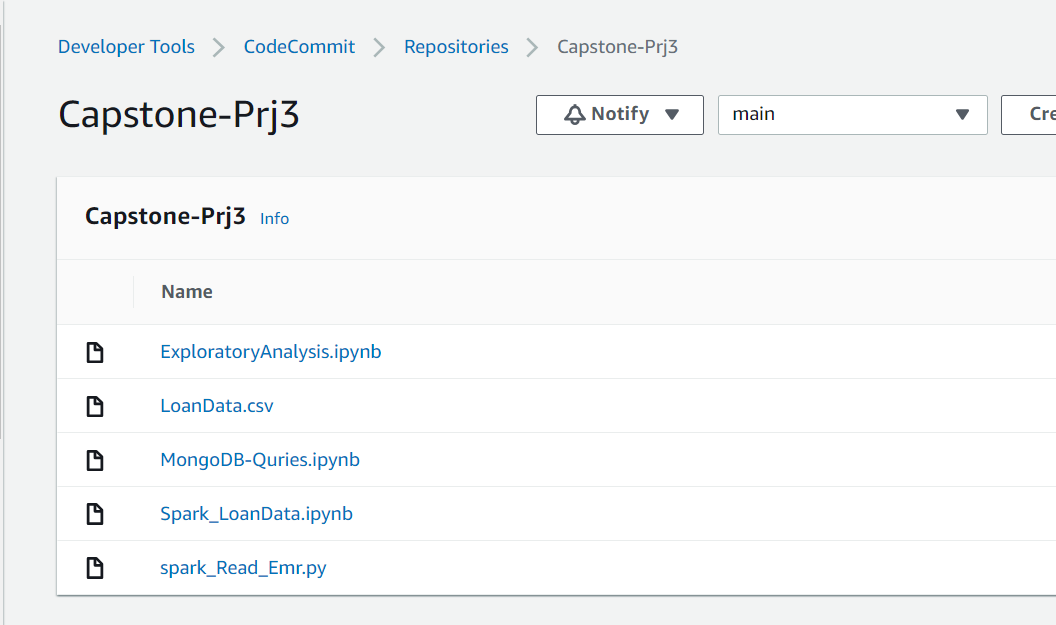 Developer Tools CodeCommit Repositories Capstone-Prj3
Capstone-Prj3 Notify main Cre
Capstone-Prj3 Info
Name
ExploratoryAnalysis.ipynb
LoanData.csv
MongoDB-Quries.ipynb
Spark_LoanData.ipynb
spark_Read_Emr.py